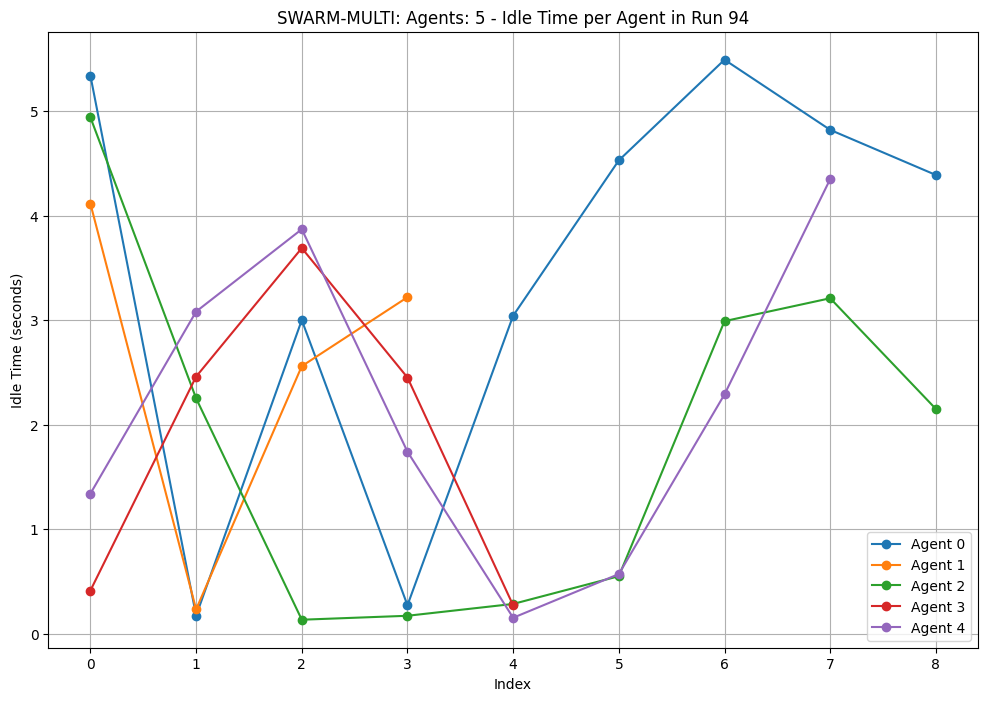 SWARM-MULTI: Agents: 5 - Idle Time per Agent in Run 94
Idle Time (seconds)
5
4
3
2
1
0
0 1 2 3 4 5 6 7 8
Index
Agent 0
Agent 1
Agent 2
Agent 3
Agent 4